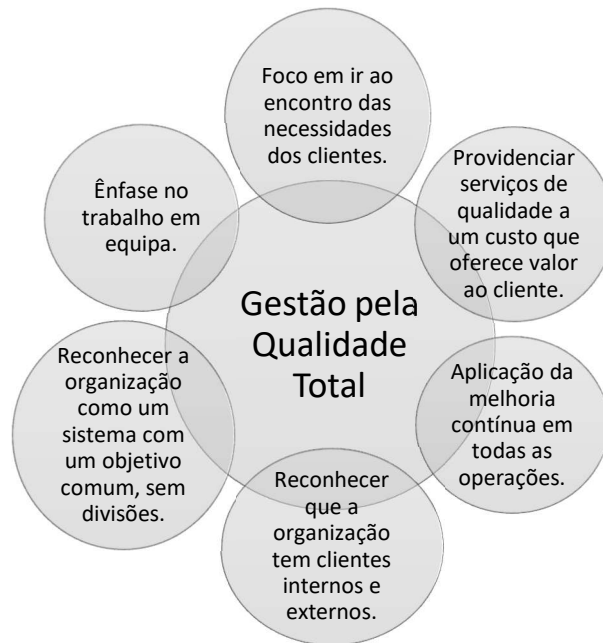 Foco em ir ao
encontro das
necessidades
dos clientes.
Providenciar
serviços de
qualidade a
um custo que
oferece valor
ao cliente.
Aplicação da
melhoria
contínua em
todas as
operações.
Reconhecer
que a
organização
tem clientes
internos e
externos.
Reconhecer a
organização
como um
sistema com
um objetivo
comum, sem
divisões.
Ênfase no
trabalho em
equipa.
Gestão pela
Qualidade
Total